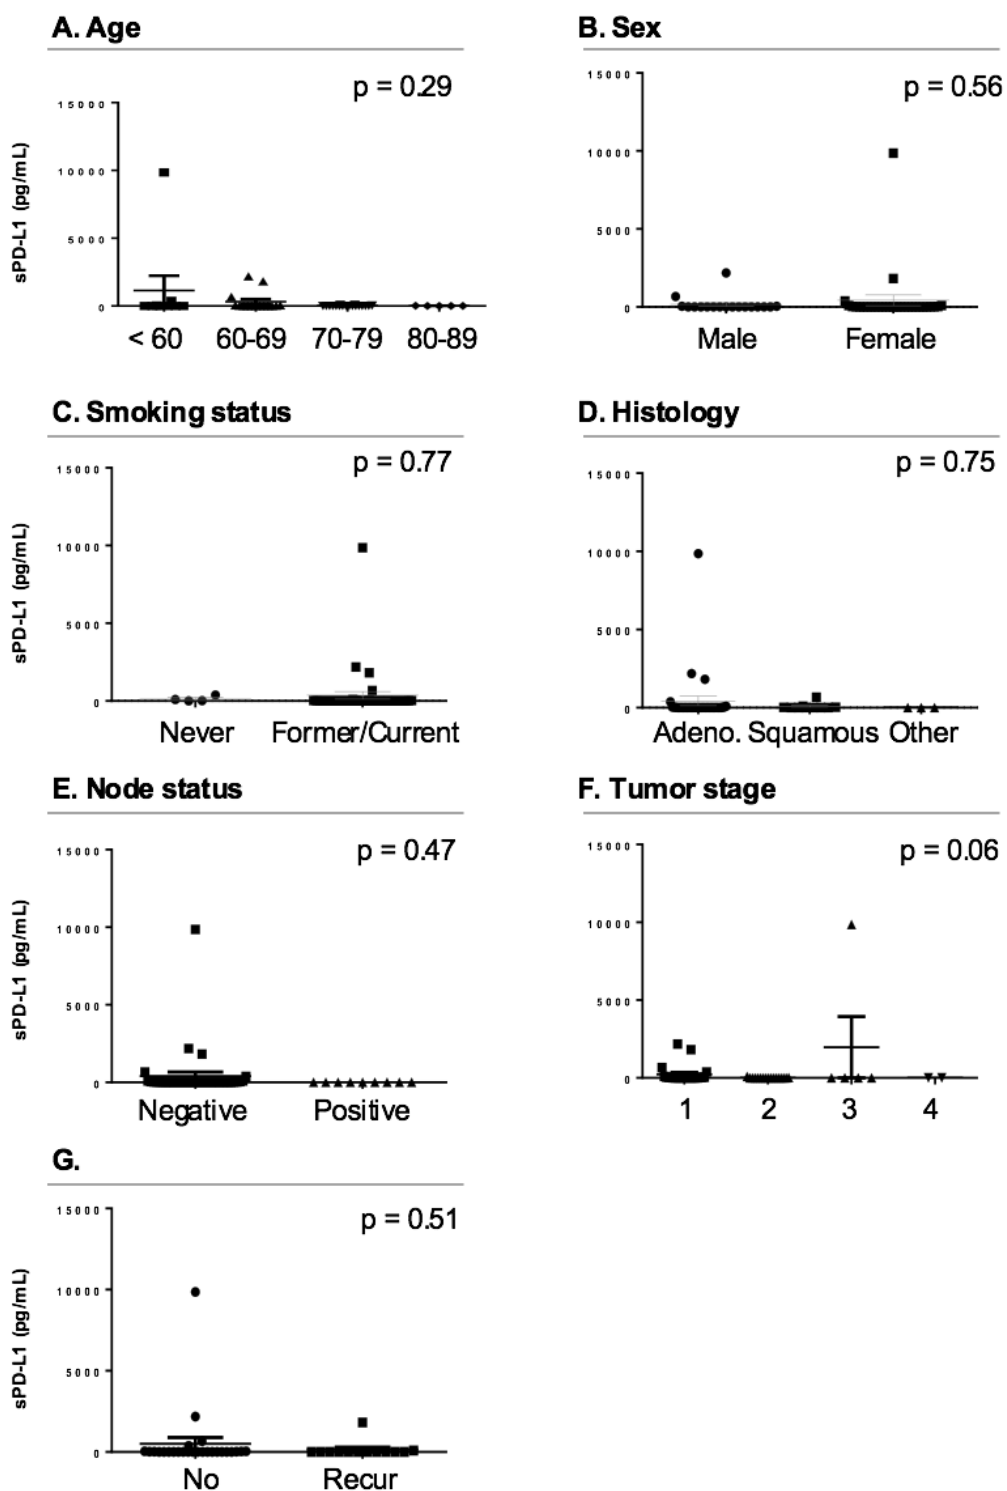 A. Age
p = 0.29
sPD-L1 (pg/mL)
15000
10000
5000
0
< 60 60-69 70-79 80-89
B. Sex
p = 0.56
15000
10000
5000
0
Male Female
C. Smoking status
p = 0.77
sPD-L1 (pg/mL)
15000
10000
5000
0
Never Former/Current
D. Histology
p = 0.75
15000
10000
5000
0
Adeno. Squamous Other
E. Node status
p = 0.47
sPD-L1 (pg/mL)
15000
10000
5000
0
Negative Positive
F. Tumor stage
p = 0.06
15000
10000
5000
0
1 2 3 4
G.
p = 0.51
sPD-L1 (pg/mL)
15000
10000
5000
0
No Recur